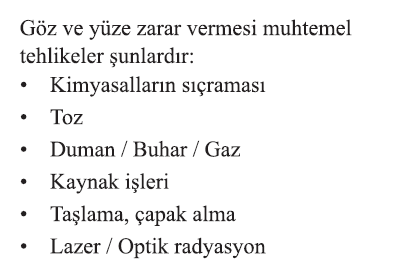 Göz ve yüze zarar vermesi muhtemel
tehlikeler şunlardır:
• Kimyasalların sıçraması
• Toz
• Duman / Buhar / Gaz
• Kaynak işleri
• Taşlama, çapak alma
• Lazer / Optik radyasyon